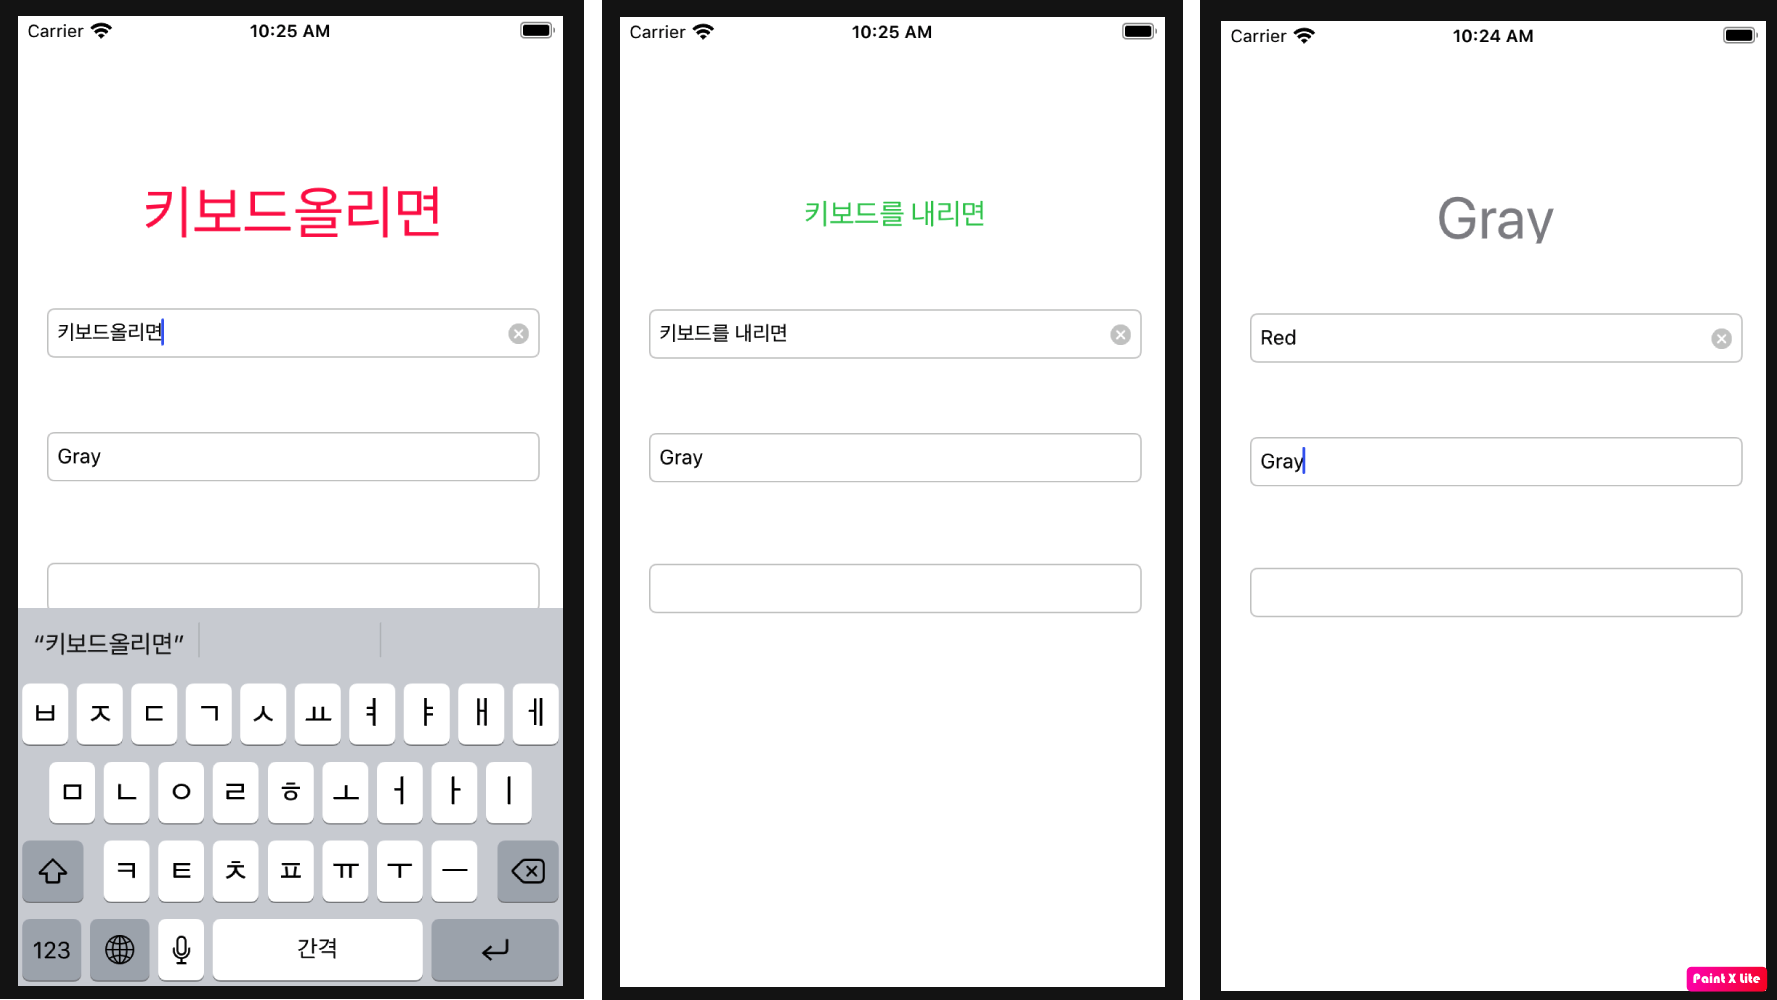 Carrier 10:25 AM
키보드올리면
키보드올리면
Gray
“키보드올리면”
ㅂ ㅈ ㄷ ㄱ ㅅ ㅛ ㅕ ㅑ ㅐ ㅔ
ㅁ ㄴ ㅇ ㄹ ㅎ ㅗ ㅓ ㅏ ㅣ
ㅋ ㅌ ㅊ ㅍ ㅠ ㅜ ㅡ
123 간격
Carrier 10:25 AM
키보드를 내리면
키보드를 내리면
Gray
Carrier 10:24 AM
Gray
Red
Gray
Paint X Lite